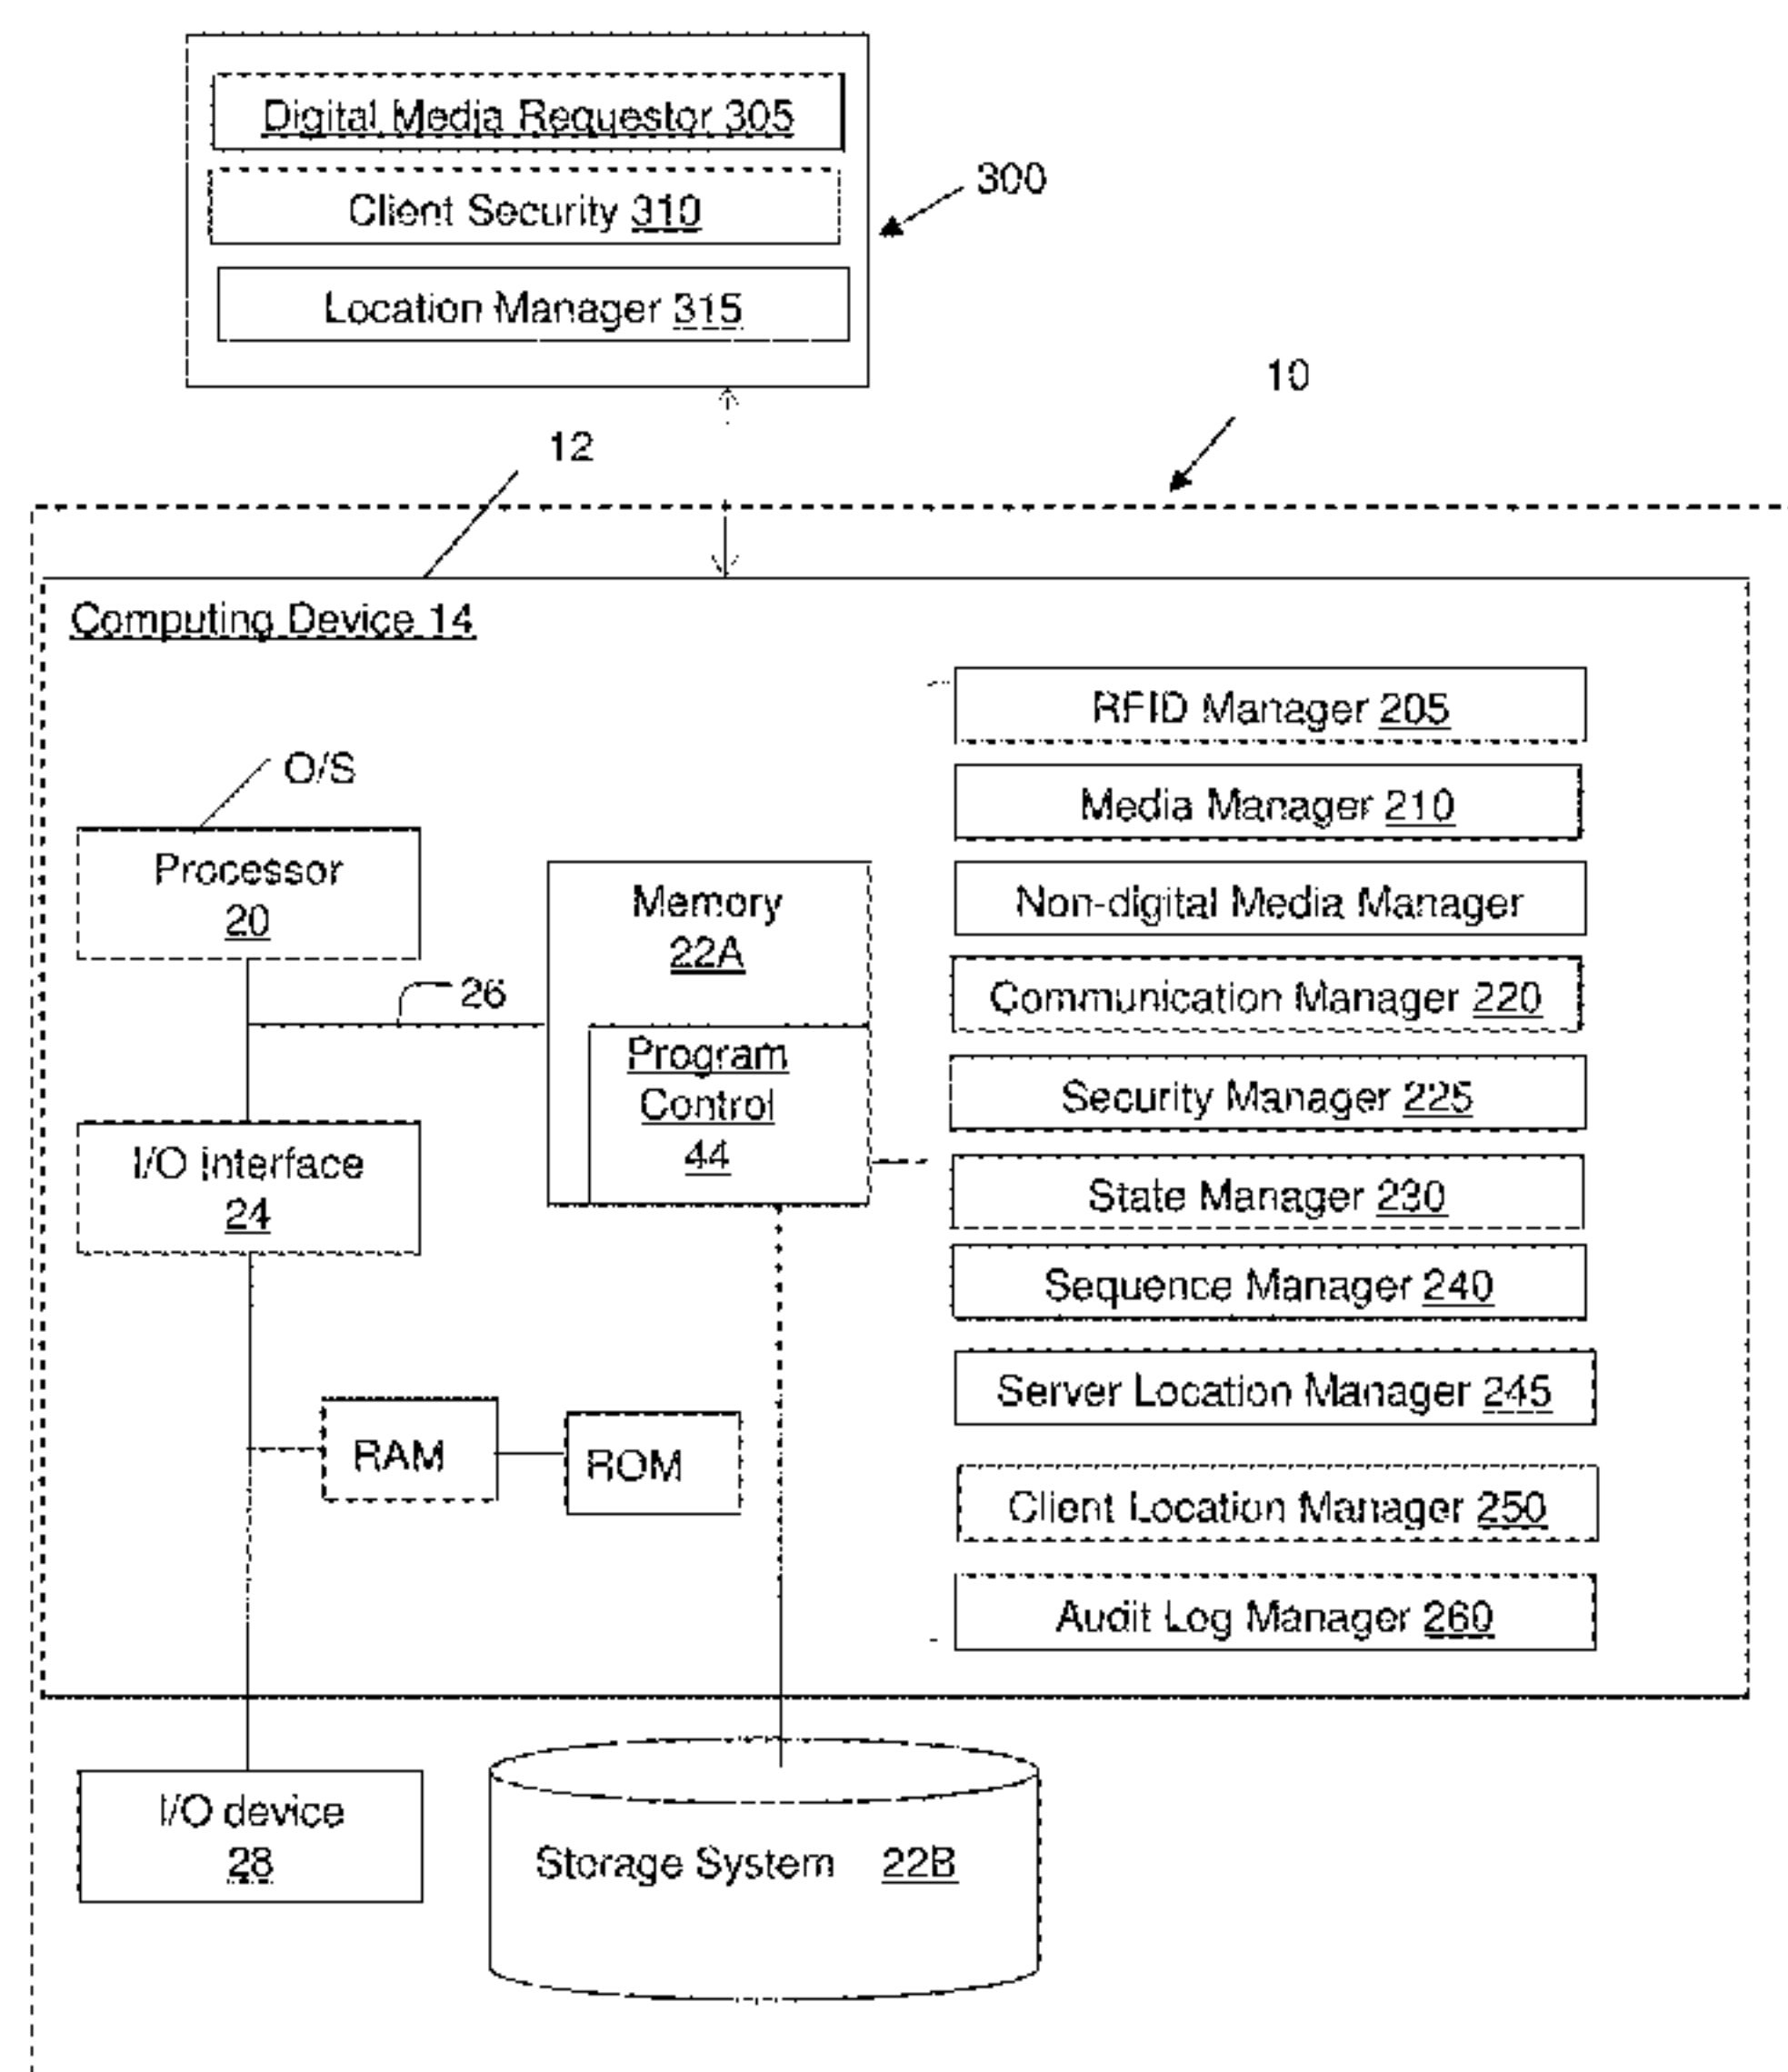 Digital Media Requestor 305
Client Security 310
Location Manager 315
300
10
12
Computing Device 14
O/S
Processor
20
26
I/O interface
24
Memory
22A
Program
Control
44
RAM
ROM
RFID Manager 205
Media Manager 210
Non-digital Media Manager
Communication Manager 220
Security Manager 225
State Manager 230
Sequence Manager 240
Server Location Manager 245
Client Location Manager 250
Audit Log Manager 260
I/O device
28
Storage System 22B